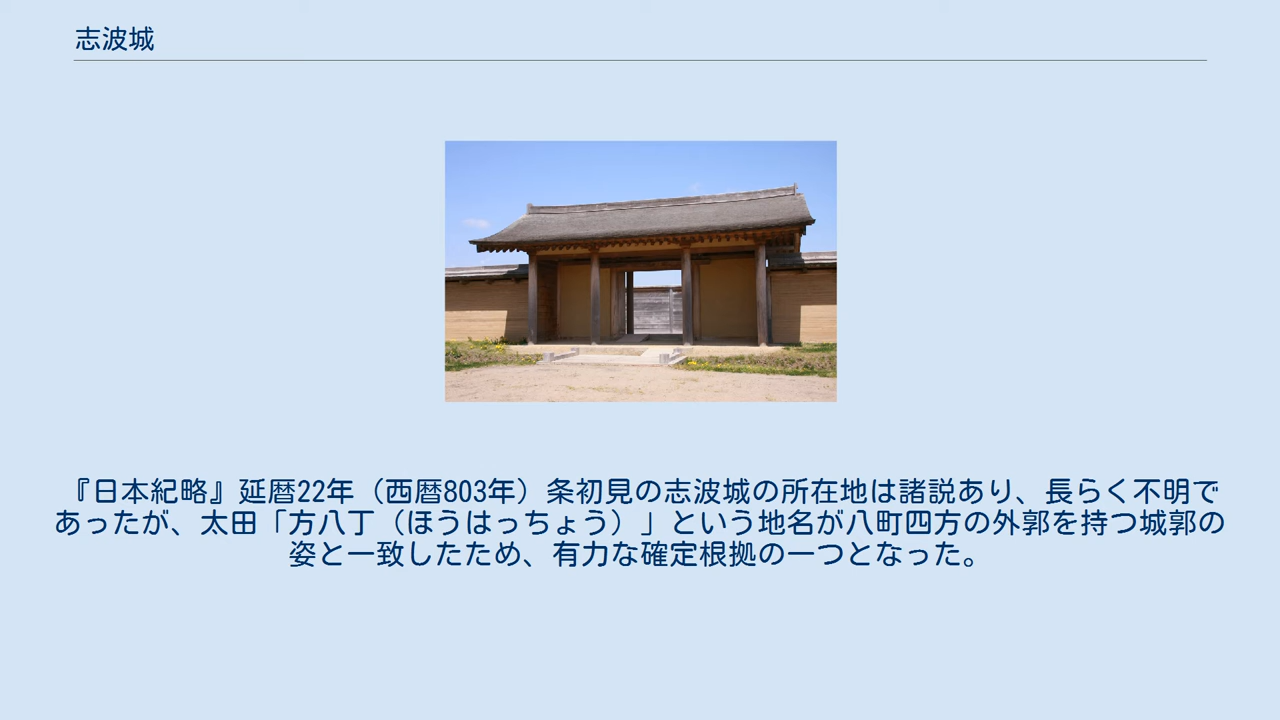 志波城
『日本紀略』延暦22年（西暦803年）条初見の志波城の所在地は諸説あり、長らく不明で
あったが、太田「方八丁（ほうはっちょう）」という地名が八町四方の外郭を持つ城郭の
姿と一致したため、有力な確定根拠の一つとなった。